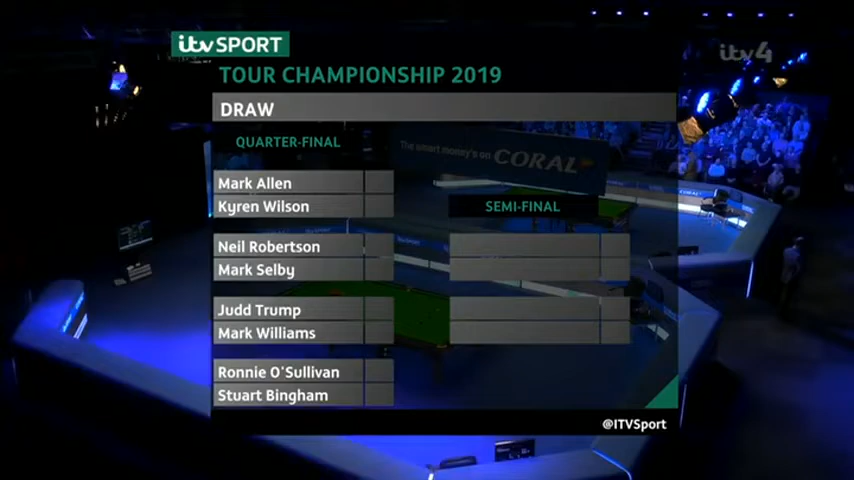 itv SPORT
itv4
TOUR CHAMPIONSHIP 2019
DRAW
QUARTER-FINAL
The smart money's on CORAL
Mark Allen
Kyren Wilson
SEMI-FINAL
Neil Robertson
Mark Selby
Judd Trump
Mark Williams
Ronnie O'Sullivan
Stuart Bingham
@ITVSport